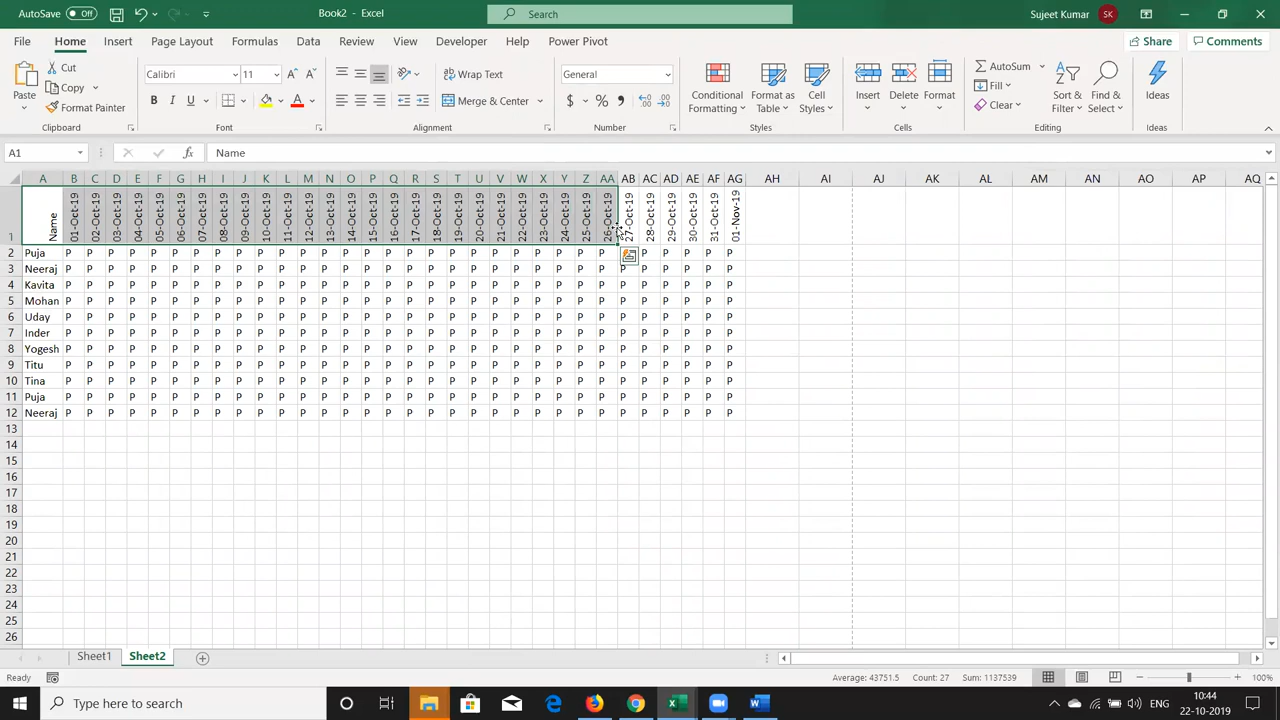 AutoSave Off Book2 - Excel Search Sujeet Kumar SK
File Home Insert Page Layout Formulas Data Review View Developer Help Power Pivot Share Comments
Paste Cut Copy Format Painter Calibri 11 Wrap Text Merge & Center General Conditional Formatting Format as Table Cell Styles Insert Delete Format AutoSum Fill Clear Sort & Filter Find & Select Ideas
Clipboard Font Alignment Number Styles Cells Editing Ideas
A1 fx Name
A B C D E F G H I J K L M N O P Q R S T U V W X Y Z AA AB AC AD AE AF AG AH AI AJ AK AL AM AN AO AP AQ
1 Name 01-Oct-19 02-Oct-19 03-Oct-19 04-Oct-19 05-Oct-19 06-Oct-19 07-Oct-19 08-Oct-19 09-Oct-19 10-Oct-19 11-Oct-19 12-Oct-19 13-Oct-19 14-Oct-19 15-Oct-19 16-Oct-19 17-Oct-19 18-Oct-19 19-Oct-19 20-Oct-19 21-Oct-19 22-Oct-19 23-Oct-19 24-Oct-19 25-Oct-19 26-Oct-19 27-Oct-19 28-Oct-19 29-Oct-19 30-Oct-19 31-Oct-19 01-Nov-19
2 Puja P P P P P P P P P P P P P P P P P P P P P P P P P P P P P P P
3 Neeraj P P P P P P P P P P P P P P P P P P P P P P P P P P P P P P P P
4 Kavita P P P P P P P P P P P P P P P P P P P P P P P P P P P P P P P P
5 Mohan P P P P P P P P P P P P P P P P P P P P P P P P P P P P P P P P
6 Uday P P P P P P P P P P P P P P P P P P P P P P P P P P P P P P P P
7 Inder P P P P P P P P P P P P P P P P P P P P P P P P P P P P P P P P
8 Yogesh P P P P P P P P P P P P P P P P P P P P P P P P P P P P P P P P
9 Titu P P P P P P P P P P P P P P P P P P P P P P P P P P P P P P P P
10 Tina P P P P P P P P P P P P P P P P P P P P P P P P P P P P P P P P
11 Puja P P P P P P P P P P P P P P P P P P P P P P P P P P P P P P P P
12 Neeraj P P P P P P P P P P P P P P P P P P P P P P P P P P P P P P P P
13
14
15
16
17
18
19
20
21
22
23
24
25
26
Sheet1 Sheet2
Ready Average: 43751.5 Count: 27 Sum: 1137539 100%
Type here to search ENG 10:44
22-10-2019